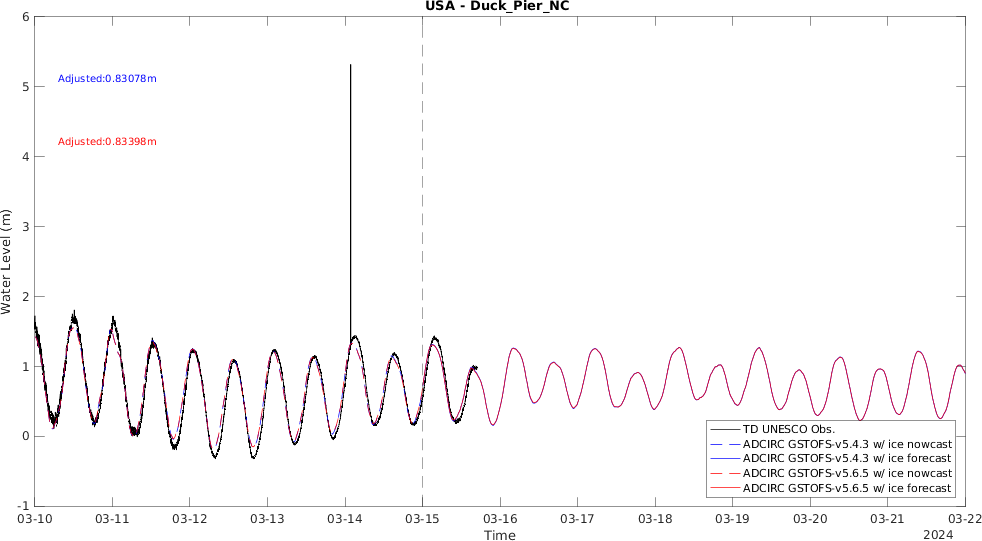 USA - Duck_Pier_NC
6
5
4
3
2
1
0
-1
Water Level (m)
Adjusted:0.83078m
Adjusted:0.83398m
TD UNESCO Obs.
ADCIRC GSTOFS-v5.4.3 w/ ice nowcast
ADCIRC GSTOFS-v5.4.3 w/ ice forecast
ADCIRC GSTOFS-v5.6.5 w/ ice nowcast
ADCIRC GSTOFS-v5.6.5 w/ ice forecast
03-10 03-11 03-12 03-13 03-14 03-15 03-16 03-17 03-18 03-19 03-20 03-21 03-22
Time
2024